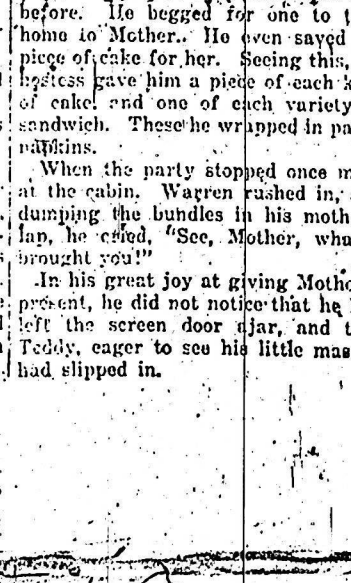 before. He begged for one to t
home to Mother.. He even saved
piece of cake for her. Seeing this,
hostess gave him a piece of each k
of cake and one of each variety
sandwich. These he wrapped in pa
napkins.
When the party stopped once m
at the cabin. Warren rushed in,
dumping the bundles in his moth
lap, he cried, "See, Mother, wha
brought you!"
In his great joy at giving Mothe
present, he did not notice that he
left the screen door ajar, and t
Teddy, eager to see his little mas
had slipped in.